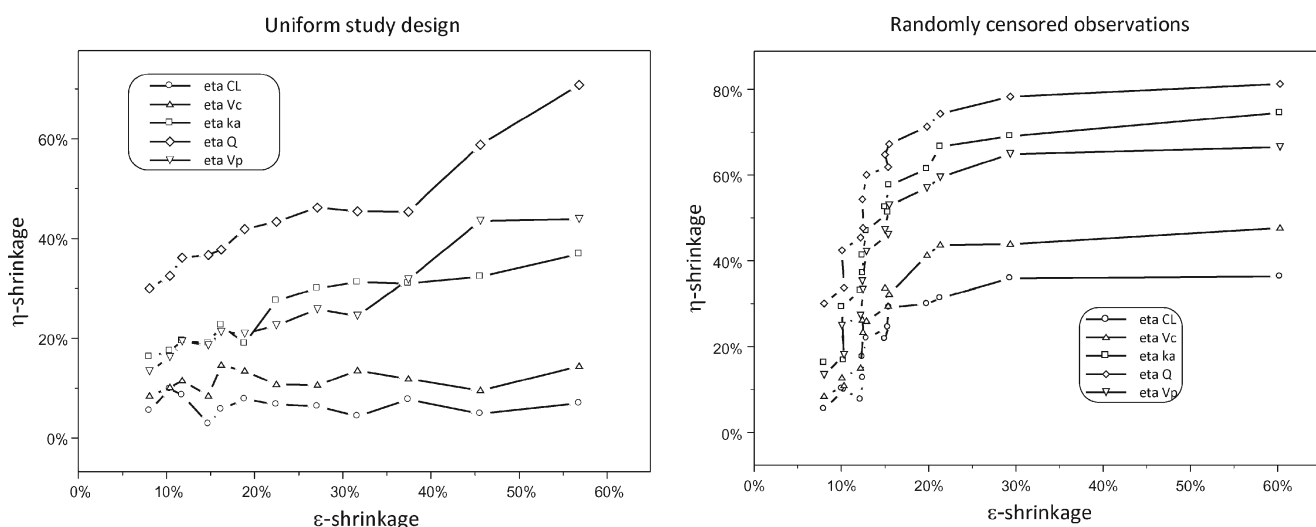 Uniform study design
60%
40%
20%
0%
η-shrinkage
eta CL
eta Vc
eta ka
eta Q
eta Vp
0% 10% 20% 30% 40% 50% 60%
ε-shrinkage
Randomly censored observations
80%
60%
40%
20%
0%
η-shrinkage
eta CL
eta Vc
eta ka
eta Q
eta Vp
0% 10% 20% 30% 40% 50% 60%
ε-shrinkage